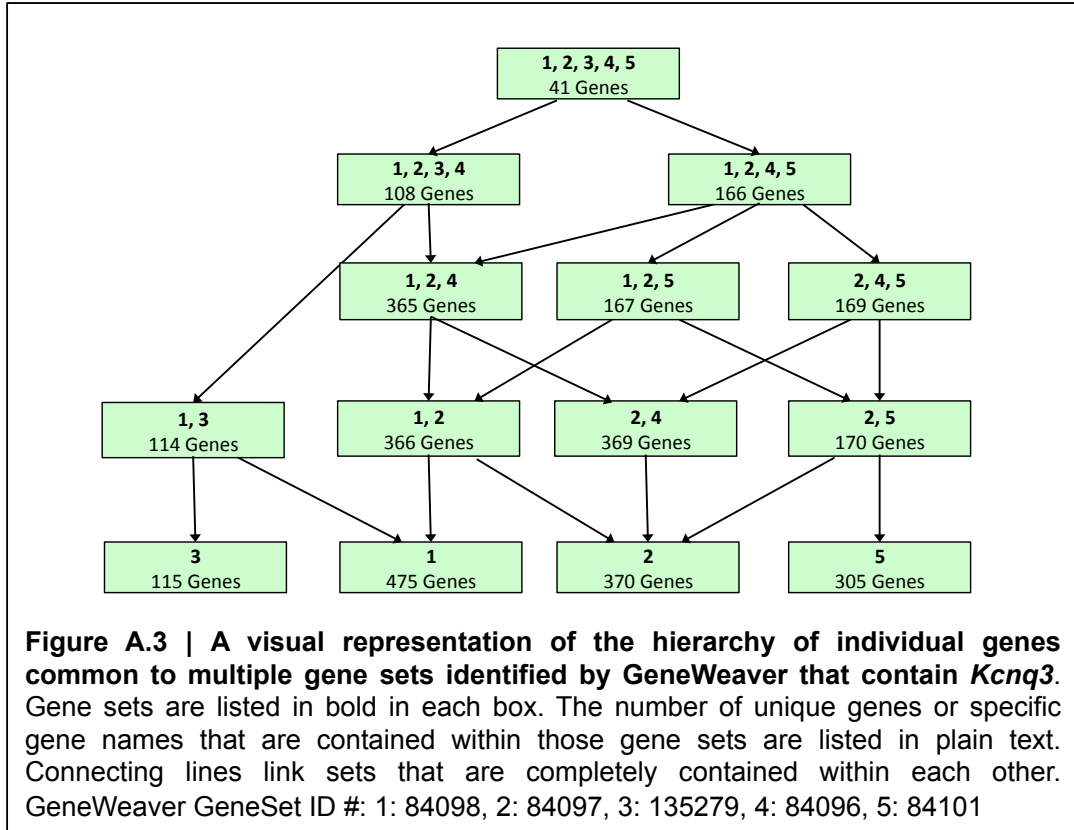 1, 2, 3, 4, 5
41 Genes
1, 2, 3, 4
108 Genes
1, 2, 4, 5
166 Genes
1, 2, 4
365 Genes
1, 2, 5
167 Genes
2, 4, 5
169 Genes
1, 3
114 Genes
1, 2
366 Genes
2, 4
369 Genes
2, 5
170 Genes
3
115 Genes
1
475 Genes
2
370 Genes
5
305 Genes
Figure A.3 | A visual representation of the hierarchy of individual genes
common to multiple gene sets identified by GeneWeaver that contain Kcnq3.
Gene sets are listed in bold in each box. The number of unique genes or specific
gene names that are contained within those gene sets are listed in plain text.
Connecting lines link sets that are completely contained within each other.
GeneWeaver GeneSet ID #: 1: 84098, 2: 84097, 3: 135279, 4: 84096, 5: 84101